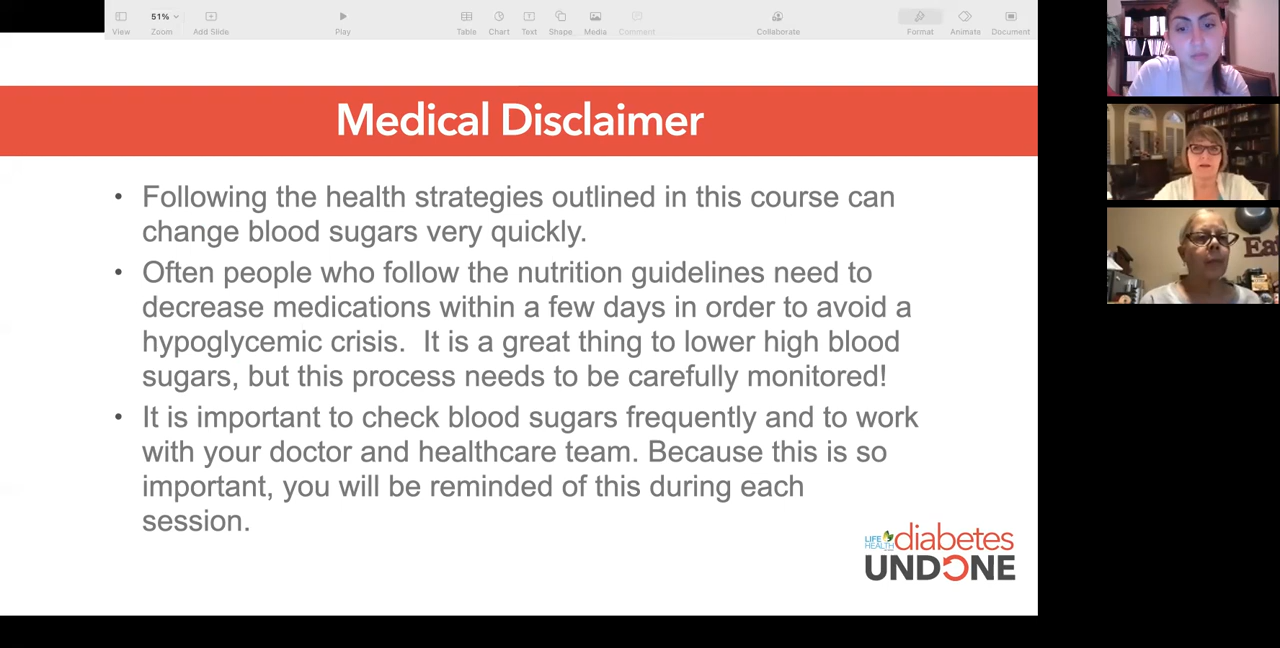 51%
View
Zoom
Add Slide
Play
Table
Chart
Text
Shape
Media
Comment
Collaborate
Format
Animate
Document
Medical Disclaimer
• Following the health strategies outlined in this course can
change blood sugars very quickly.
• Often people who follow the nutrition guidelines need to
decrease medications within a few days in order to avoid a
hypoglycemic crisis.  It is a great thing to lower high blood
sugars, but this process needs to be carefully monitored!
• It is important to check blood sugars frequently and to work
with your doctor and healthcare team. Because this is so
important, you will be reminded of this during each
session.
LIFE
HEALTH
diabetes
UNDONE
Eat